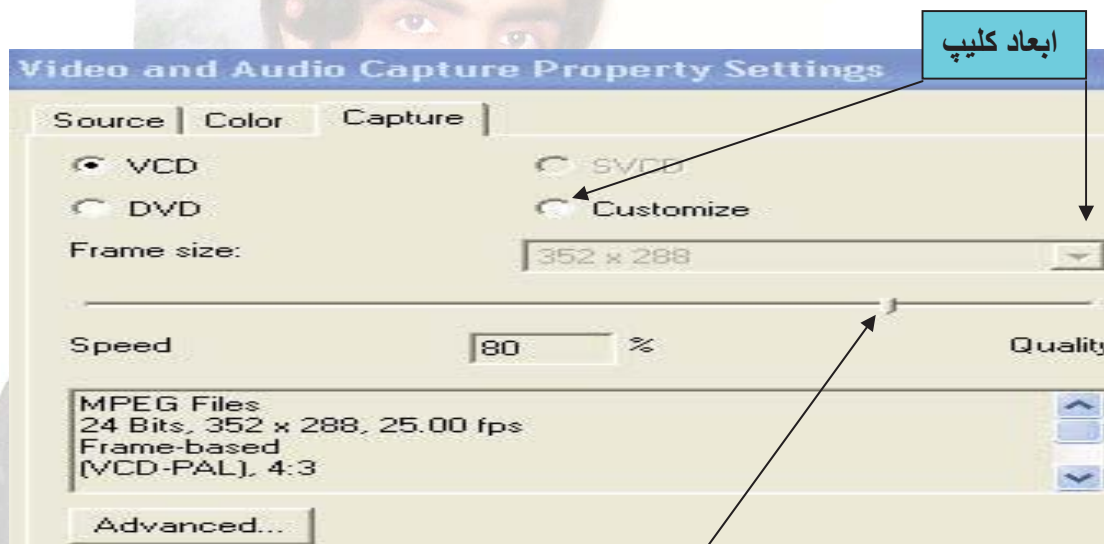 ابعاد کلیپ
Video and Audio Capture Property Settings
Source Color Capture
VCD SVCD
DVD Customize
Frame size: 352 x 288
Speed 80 % Quality
MPEG Files
24 Bits, 352 x 288, 25.00 fps
Frame-based
(VCD-PAL), 4:3
Advanced...